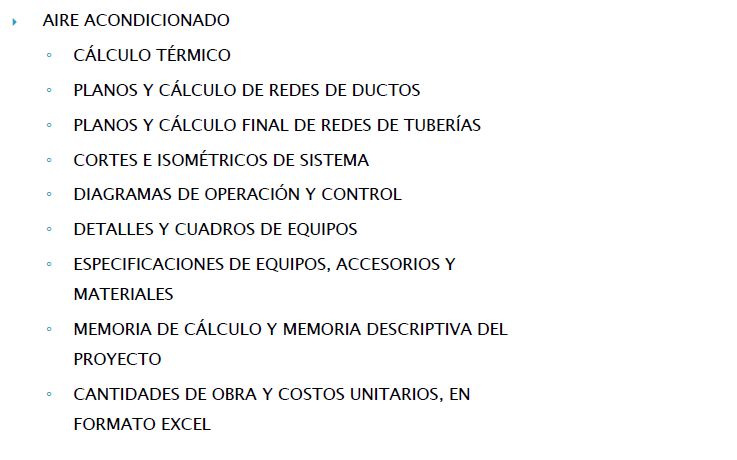 AIRE ACONDICIONADO
CÁLCULO TÉRMICO
PLANOS Y CÁLCULO DE REDES DE DUCTOS
PLANOS Y CÁLCULO FINAL DE REDES DE TUBERÍAS
CORTES E ISOMÉTRICOS DE SISTEMA
DIAGRAMAS DE OPERACIÓN Y CONTROL
DETALLES Y CUADROS DE EQUIPOS
ESPECIFICACIONES DE EQUIPOS, ACCESORIOS Y
MATERIALES
MEMORIA DE CÁLCULO Y MEMORIA DESCRIPTIVA DEL
PROYECTO
CANTIDADES DE OBRA Y COSTOS UNITARIOS, EN
FORMATO EXCEL